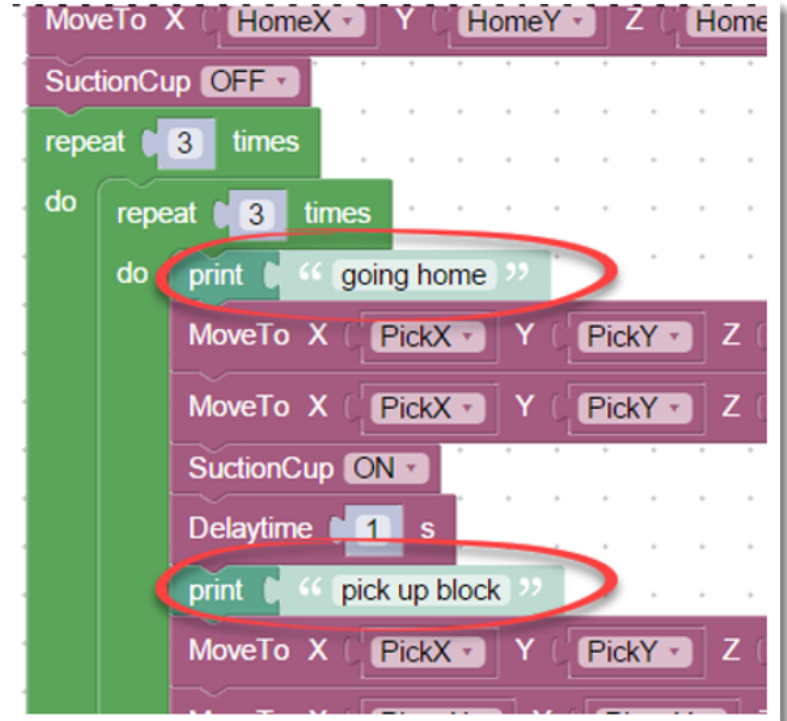 MoveTo X HomeX Y HomeY Z Home
SuctionCup OFF
repeat 3 times
do repeat 3 times
do print “ going home ”
MoveTo X PickX Y PickY Z
MoveTo X PickX Y PickY Z
SuctionCup ON
Delaytime 1 s
print “ pick up block ”
MoveTo X PickX Y PickY Z